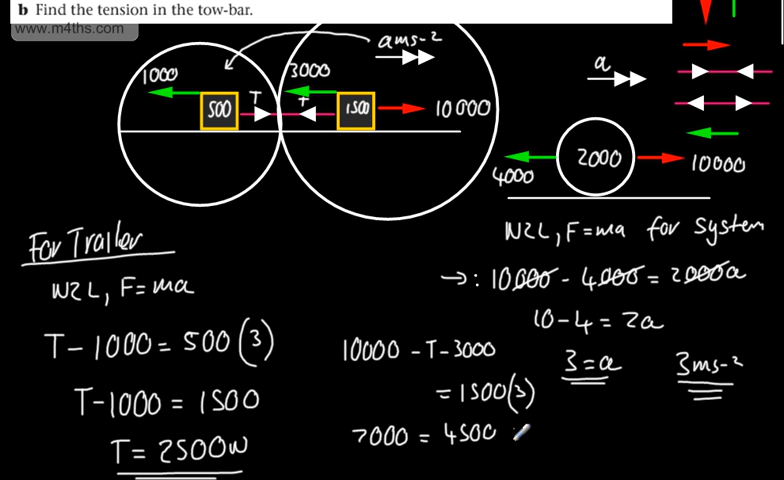 b Find the tension in the tow-bar.
www.m4ths.com
1000
500
T
3000
T
1500
10000
a ms-2
a
4000
2000
10000
For Trailer
N2L, F=ma
T-1000 = 500(3)
T-1000 = 1500
T = 2500N
10000 -T-3000
= 1500(3)
7000 = 4500
N2L, F=ma for system
→: 10000 - 4000 = 2000a
10-4 = 2a
3=a
3ms-2